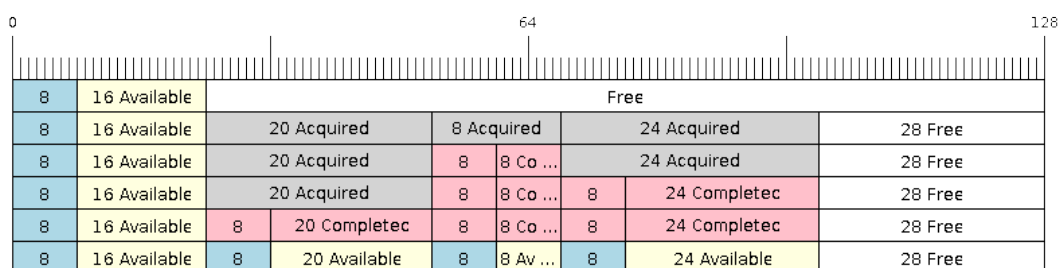 0 64 128
8 16 Available Free
8 16 Available 20 Acquired 8 Acquired 24 Acquired 28 Free
8 16 Available 20 Acquired 8 8 Co ... 24 Acquired 28 Free
8 16 Available 20 Acquired 8 8 Co ... 8 24 Completec 28 Free
8 16 Available 8 20 Completec 8 8 Co ... 8 24 Completec 28 Free
8 16 Available 8 20 Available 8 8 Av ... 8 24 Available 28 Free